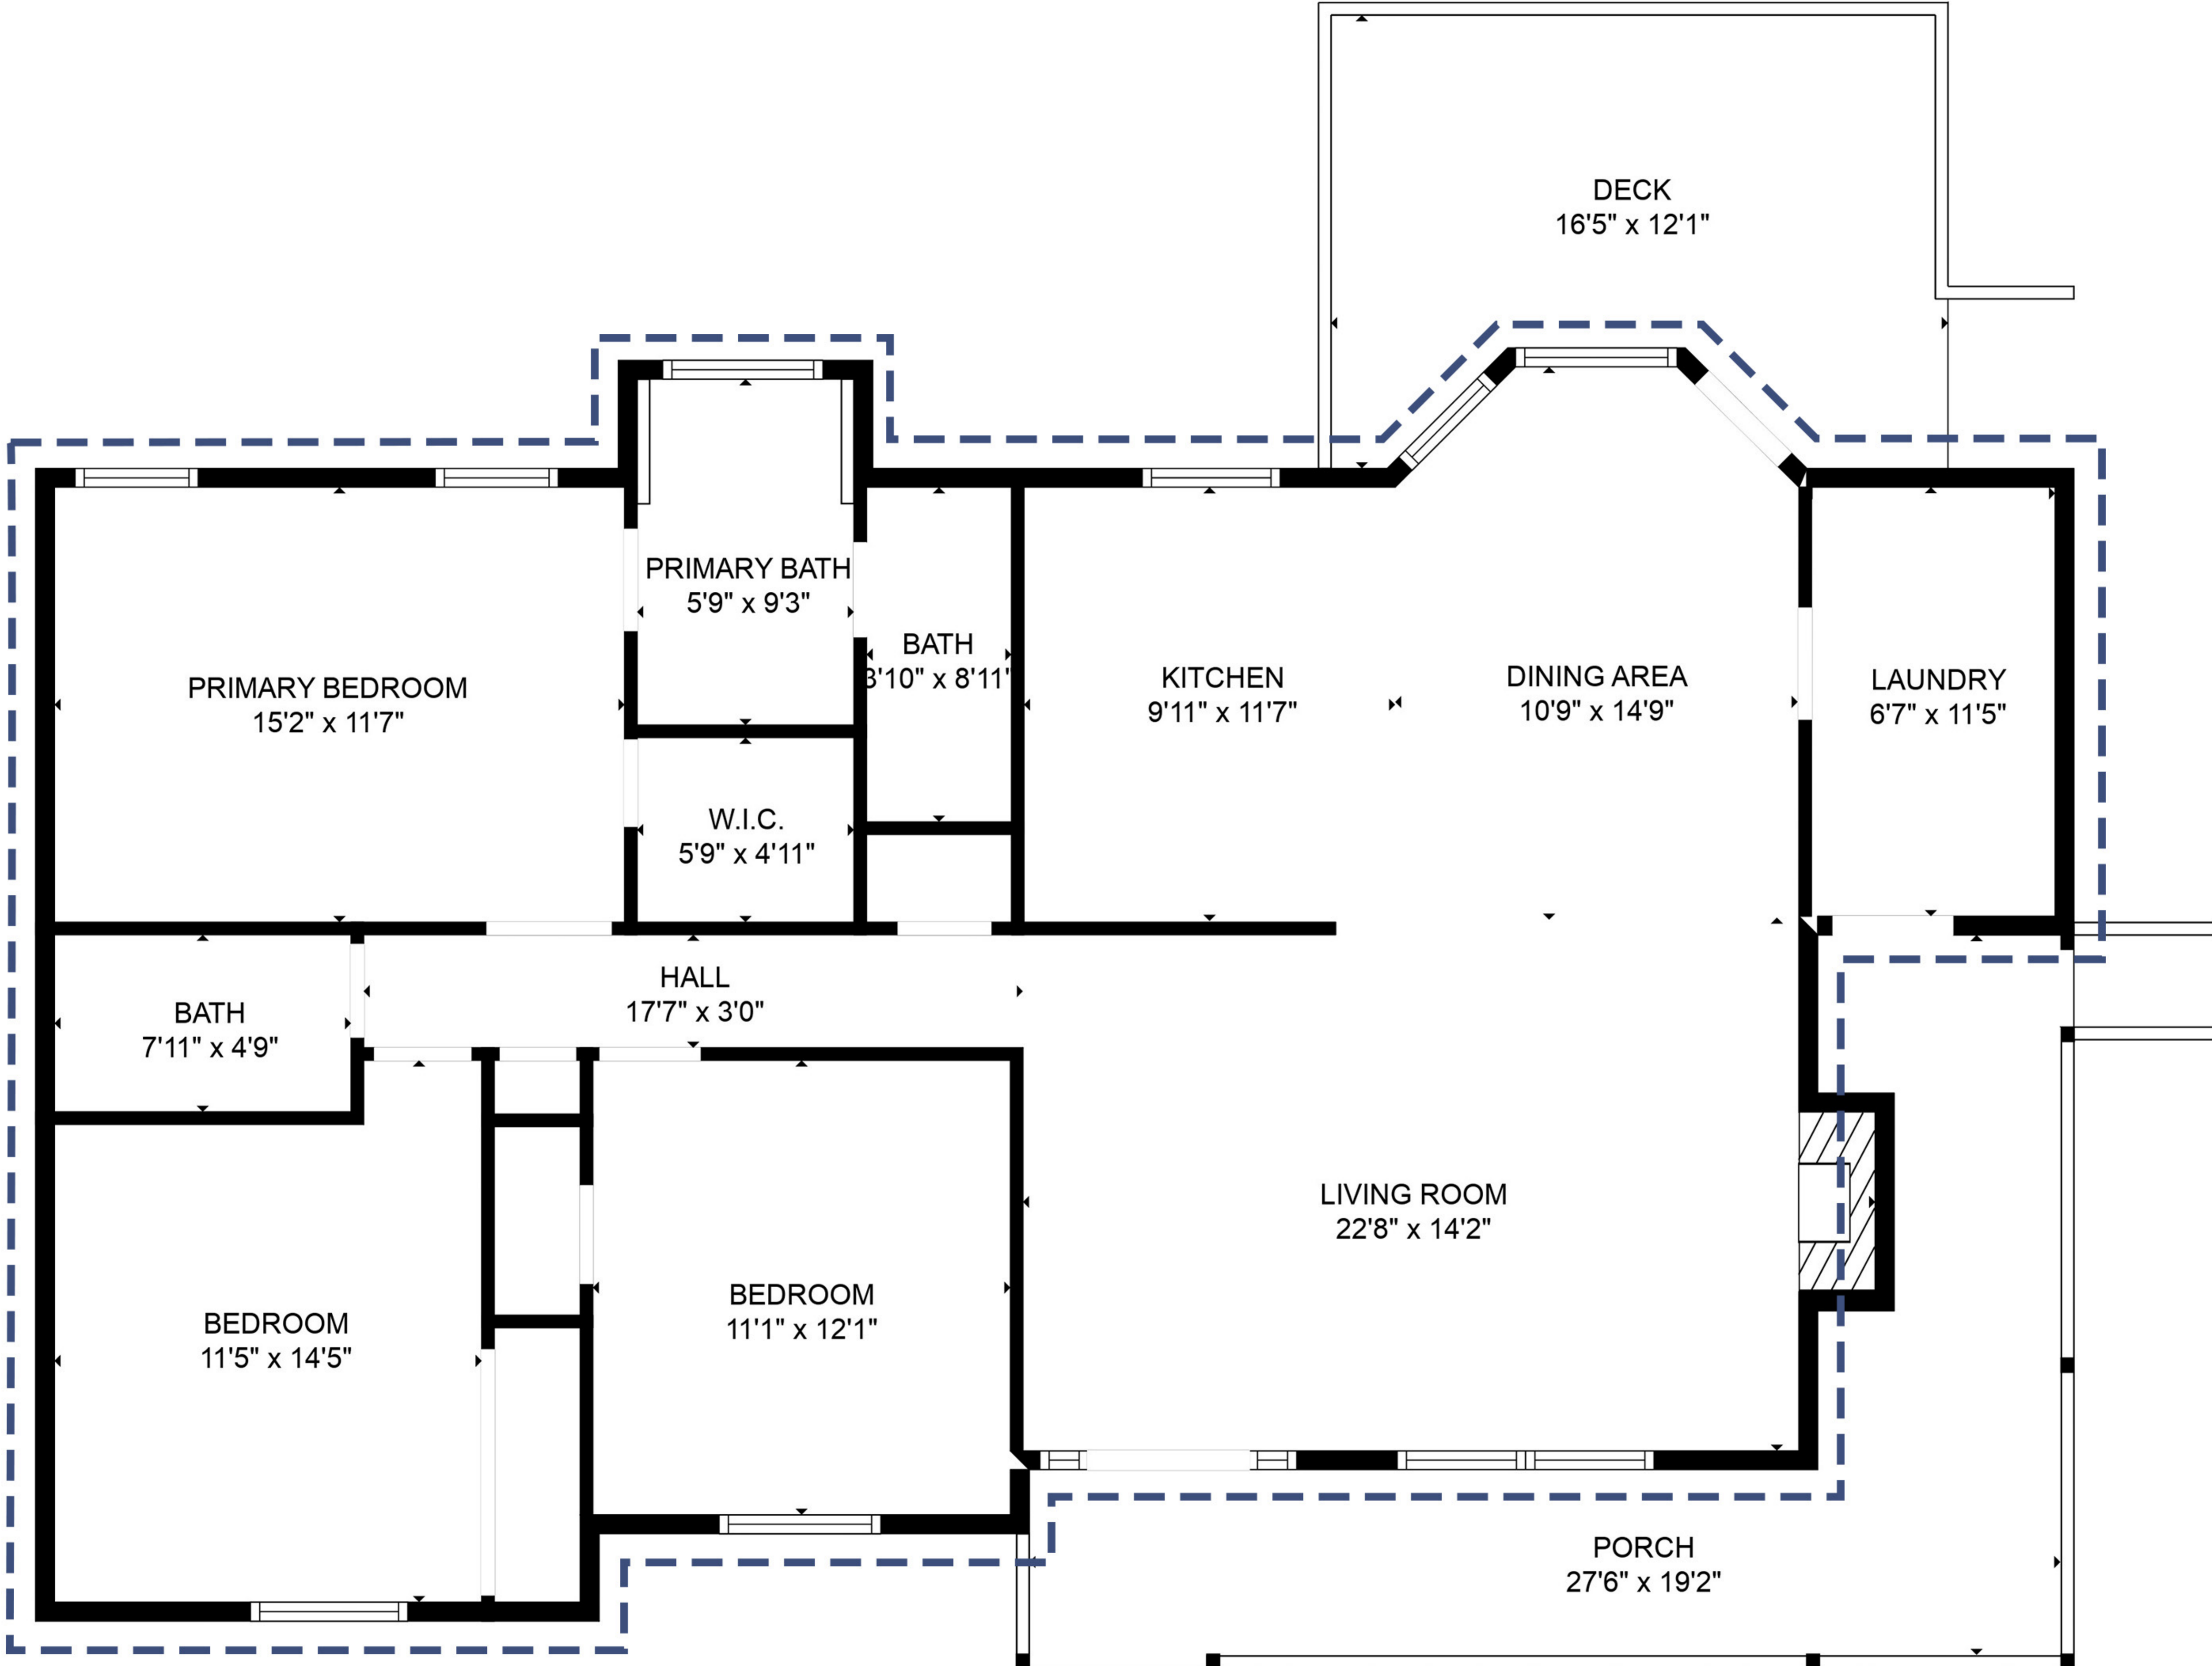 DECK
16'5" x 12'1"
PRIMARY BATH
5'9" x 9'3"
BATH
3'10" x 8'11"
PRIMARY BEDROOM
15'2" x 11'7"
KITCHEN
9'11" x 11'7"
DINING AREA
10'9" x 14'9"
LAUNDRY
6'7" x 11'5"
W.I.C.
5'9" x 4'11"
HALL
17'7" x 3'0"
BATH
7'11" x 4'9"
LIVING ROOM
22'8" x 14'2"
BEDROOM
11'5" x 14'5"
BEDROOM
11'1" x 12'1"
PORCH
27'6" x 19'2"